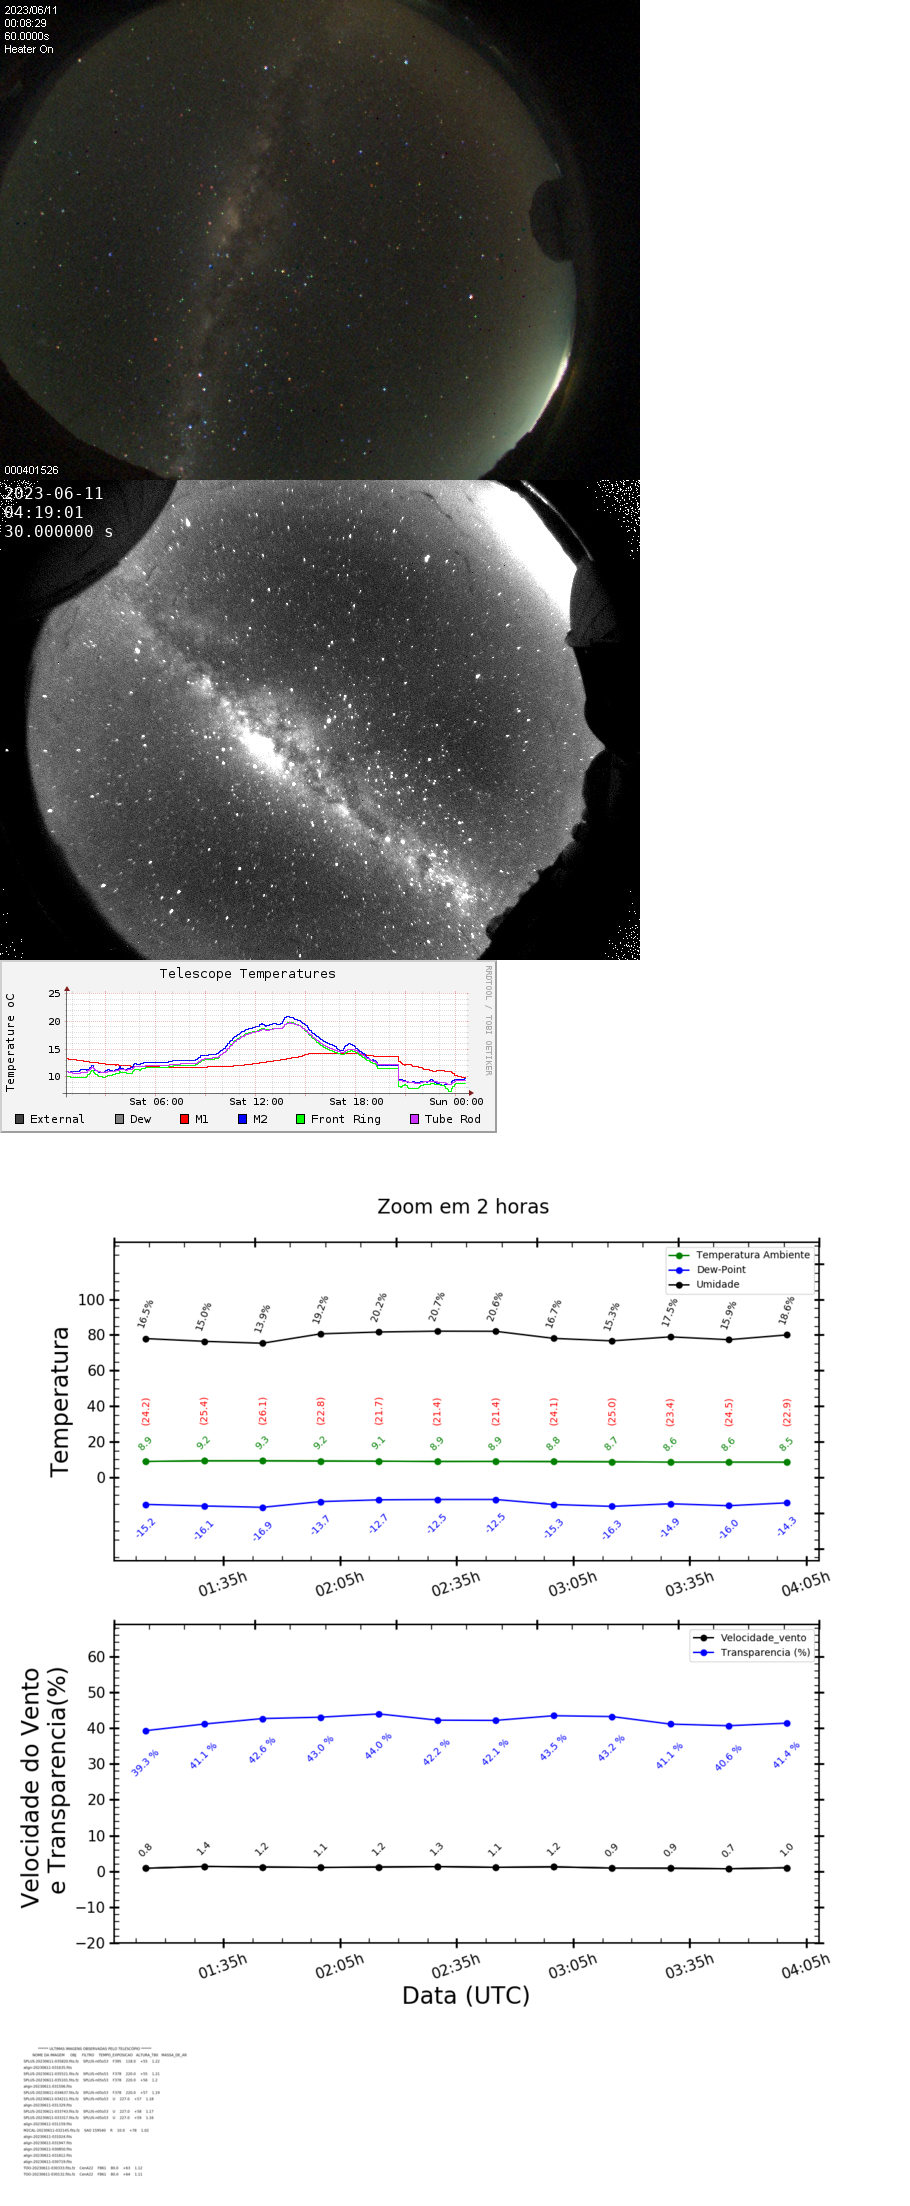 2023/06/11
00:08:29
60.0000s
Heater On
000401526
2023-06-11
04:19:01
30.000000 s
Telescope Temperatures
RRDTOOL / TOBI OETIKER
Temperature oC
25
20
15
10
Sat 06:00 Sat 12:00 Sat 18:00 Sun 00:00
External Dew M1 M2 Front Ring Tube Rod
Zoom em 2 horas
Temperatura
Temperatura Ambiente
Dew-Point
Umidade
100
80
60
40
20
0
16.5% 15.0% 13.9% 19.2% 20.2% 20.7% 20.6% 16.7% 15.3% 17.5% 15.9% 18.6%
(24.2) (25.4) (26.1) (22.8) (21.7) (21.4) (21.4) (24.1) (25.0) (23.4) (24.5) (22.9)
8.9 9.2 9.3 9.2 9.1 8.9 8.9 8.8 8.7 8.6 8.6 8.5
-15.2 -16.1 -16.9 -13.7 -12.7 -12.5 -12.5 -15.3 -16.3 -14.9 -16.0 -14.3
01:35h 02:05h 02:35h 03:05h 03:35h 04:05h
Velocidade do Vento
e Transparencia(%)
Velocidade_vento
Transparencia (%)
60
50
40
30
20
10
0
−10
−20
39.3 % 41.1 % 42.6 % 43.0 % 44.0 % 42.2 % 42.1 % 43.5 % 43.2 % 41.1 % 40.6 % 41.4 %
0.8 1.4 1.2 1.1 1.2 1.3 1.1 1.2 0.9 0.9 0.7 1.0
01:35h 02:05h 02:35h 03:05h 03:35h 04:05h
Data (UTC)
****** ULTIMAS IMAGENS OBSERVADAS PELO TELESCOPIO ******
NOME DA IMAGEM OBJ FILTRO TEMPO_EXPOSICAO ALTURA_T80 MASSA_DE_AR